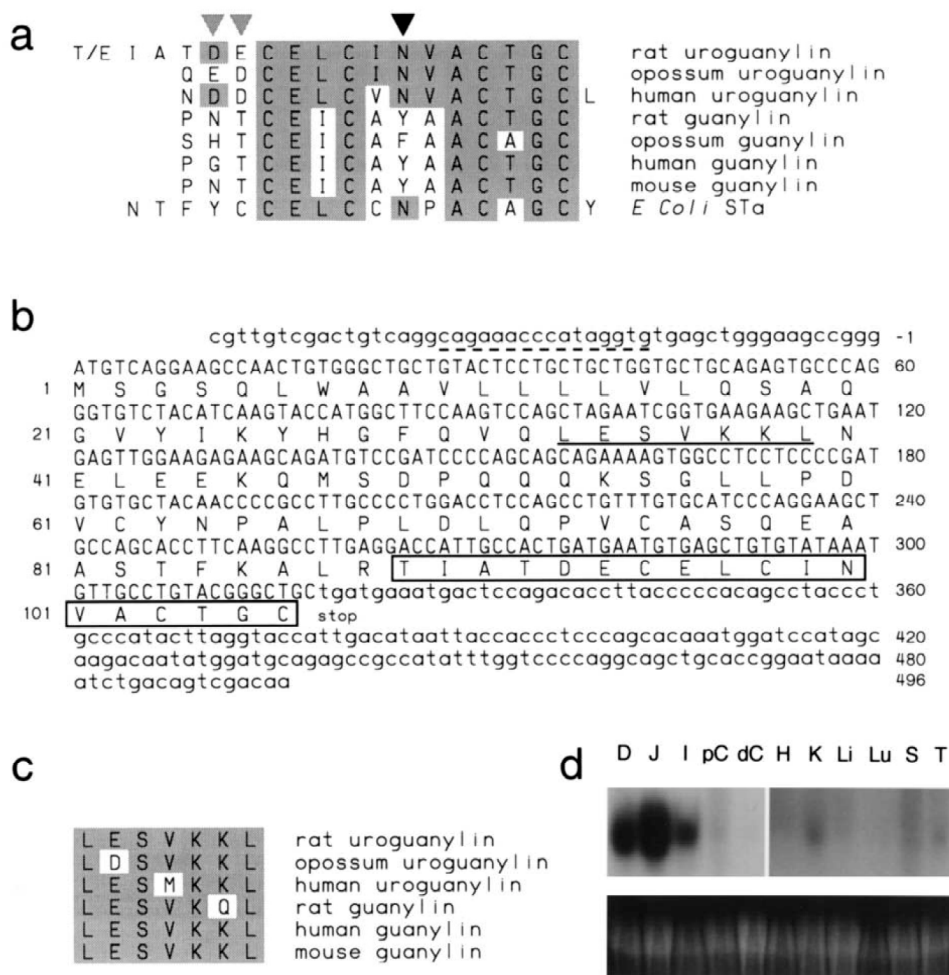 a
T/E I A T D E C E L C I N V A C T G C rat uroguanylin
Q E D C E L C I N V A C T G C opossum uroguanylin
N D D C E L C V N V A C T G C L human uroguanylin
P N T C E I C A Y A A C T G C rat guanylin
S H T C E I C A F A A C A G C opossum guanylin
P G T C E I C A Y A A C T G C human guanylin
P N T C E I C A Y A A C T G C mouse guanylin
N T F Y C C E L C C N P A C A G C Y E Coli STa
b
cgttgtcgactgtcaggcagaaacccataggtgtgagctgggaagccggg -1
ATGTCAGGAAGCCAACTGTGGGCTGCTGTACTCCTGCTGCTGGTGCTGCAGAGTGCCCAG 60
1 M S G S Q L W A A V L L L L V L Q S A Q
GGTGTCTACATCAAGTACCATGGCTTCCAAGTCCAGCTAGAATCGGTGAAGAAGCTGAAT 120
21 G V Y I K Y H G F Q V Q L E S V K K L N
GAGTTGGAAGAGAAGCAGATGTCCGATCCCCAGCAGCAGAAAAGTGGCCTCCTCCCCGAT 180
41 E L E E K Q M S D P Q Q Q K S G L L P D
GTGTGCTACAACCCCGCCTTGCCCCTGGACCTCCAGCCTGTTTGTGCATCCCAGGAAGCT 240
61 V C Y N P A L P L D L Q P V C A S Q E A
GCCAGCACCTTCAAGGCCTTGAGGACCATTGCCACTGATGAATGTGAGCTGTGTATAAAT 300
81 A S T F K A L R T I A T D E C E L C I N
GTTGCCTGTACGGGCTGCtgatgaaatgactccagacaccttaccccacagcctaccct 360
101 V A C T G C stop
gcccatacttaggtaccattgacataattaccaccctccagcacaaatggatccatagc 420
aagacaatatggatgcagagccgccatatttggtccccaggcagctgcaccggaataaaa 480
atctgacagtcgacaa 496
c
L E S V K K L rat uroguanylin
L D S V K K L opossum uroguanylin
L E S M K K L human uroguanylin
L E S V K Q L rat guanylin
L E S V K K L human guanylin
L E S V K K L mouse guanylin
d
D J I pC dC H K Li Lu S T